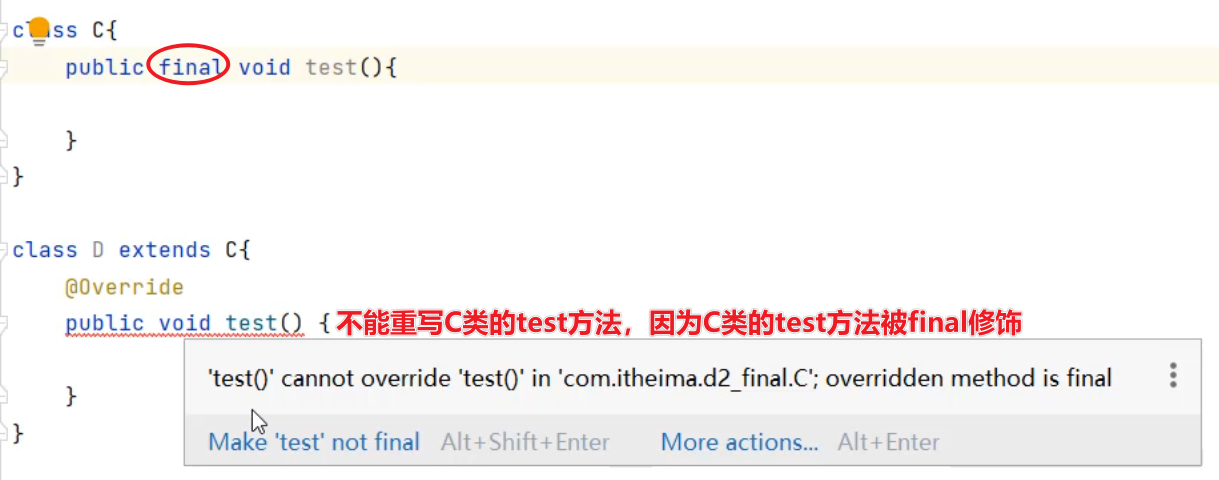 class C{
public final void test(){
}
}
class D extends C{
@Override
public void test() { 不能重写C类的test方法，因为C类的test方法被final修饰
'test()' cannot override 'test()' in 'com.itheima.d2_final.C'; overridden method is final
}
Make 'test' not final Alt+Shift+Enter More actions... Alt+Enter
}